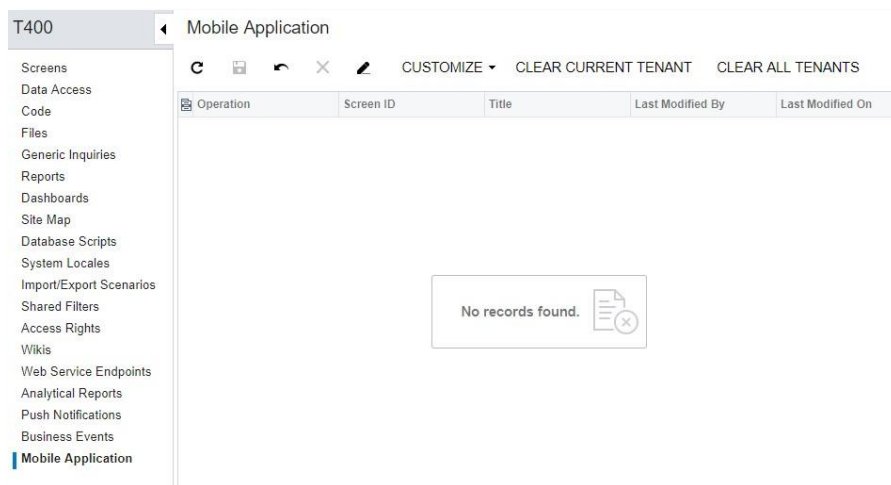 T400
Mobile Application
CUSTOMIZE
CLEAR CURRENT TENANT
CLEAR ALL TENANTS
Screens
Data Access
Code
Files
Generic Inquiries
Reports
Dashboards
Site Map
Database Scripts
System Locales
Import/Export Scenarios
Shared Filters
Access Rights
Wikis
Web Service Endpoints
Analytical Reports
Push Notifications
Business Events
Mobile Application
Operation
Screen ID
Title
Last Modified By
Last Modified On
No records found.